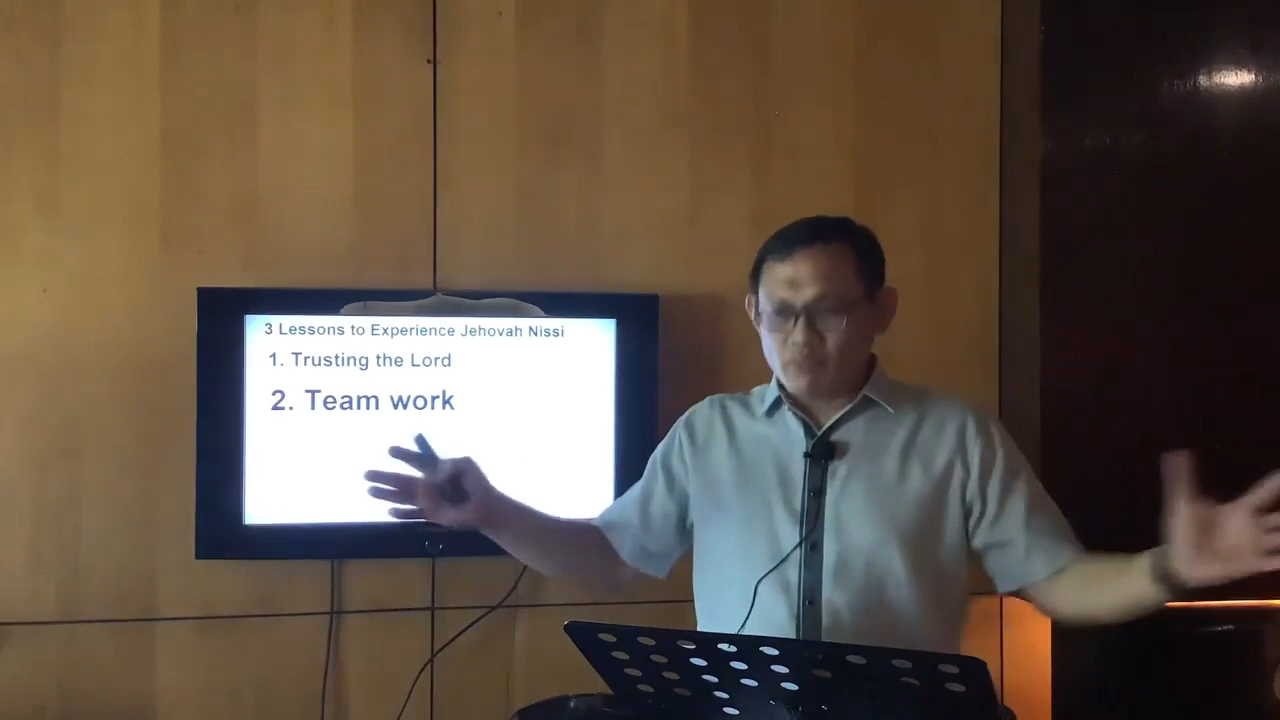 3 Lessons to Experience Jehovah Nissi
1. Trusting the Lord
2. Team work